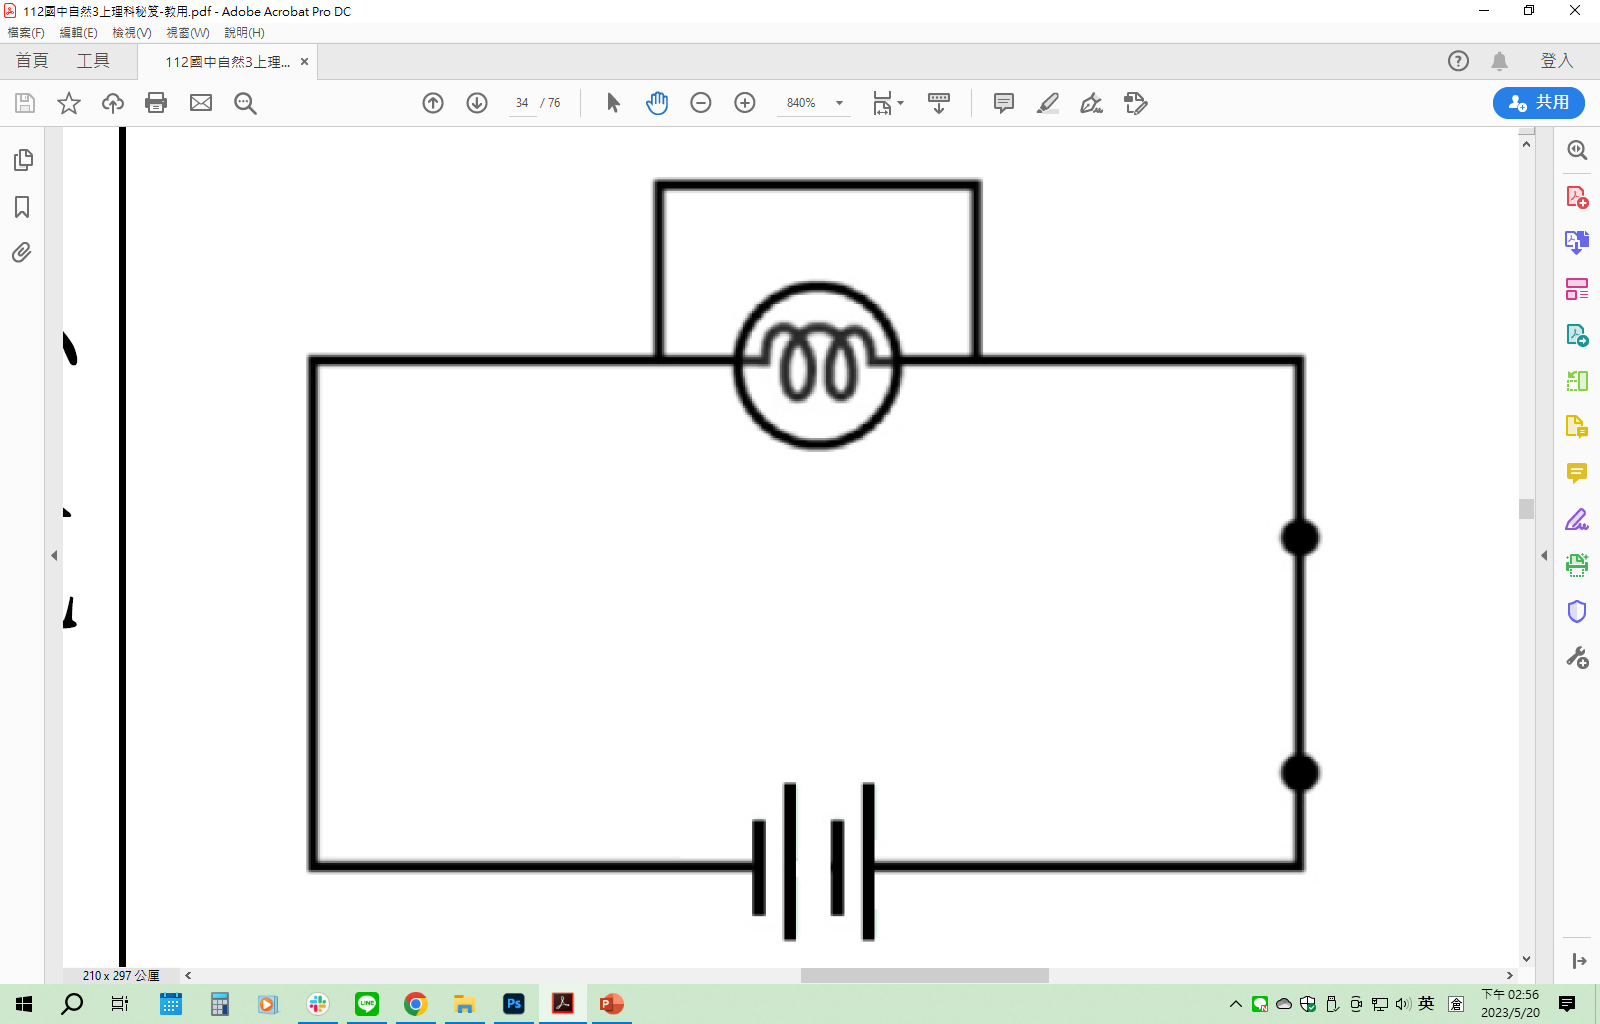 112國中自然3上理科秘笈-教用.pdf - Adobe Acrobat Pro DC
檔案(F) 編輯(E) 檢視(V) 視窗(W) 說明(H)
首頁 工具 112國中自然3上理... × 登入
34 / 76 840% 共用
210 x 297 公厘
英 倉 下午 02:56
2023/5/20